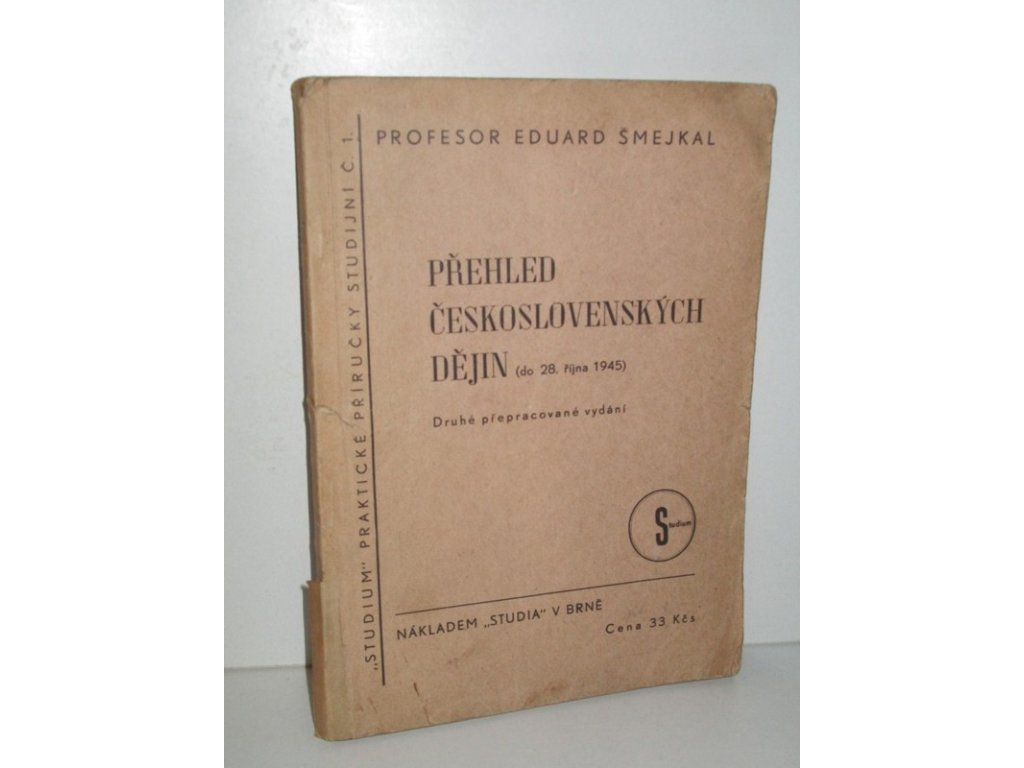 PROFESOR EDUARD ŠMEJKAL
„STUDIUM“ PRAKTICKÉ PŘÍRUČKY STUDIJNÍ Č. 1.
PŘEHLED
ČESKOSLOVENSKÝCH
DĚJIN (do 28. října 1945)
Druhé přepracované vydání
Studium
NÁKLADEM „STUDIA“ V BRNĚ
Cena 33 Kčs